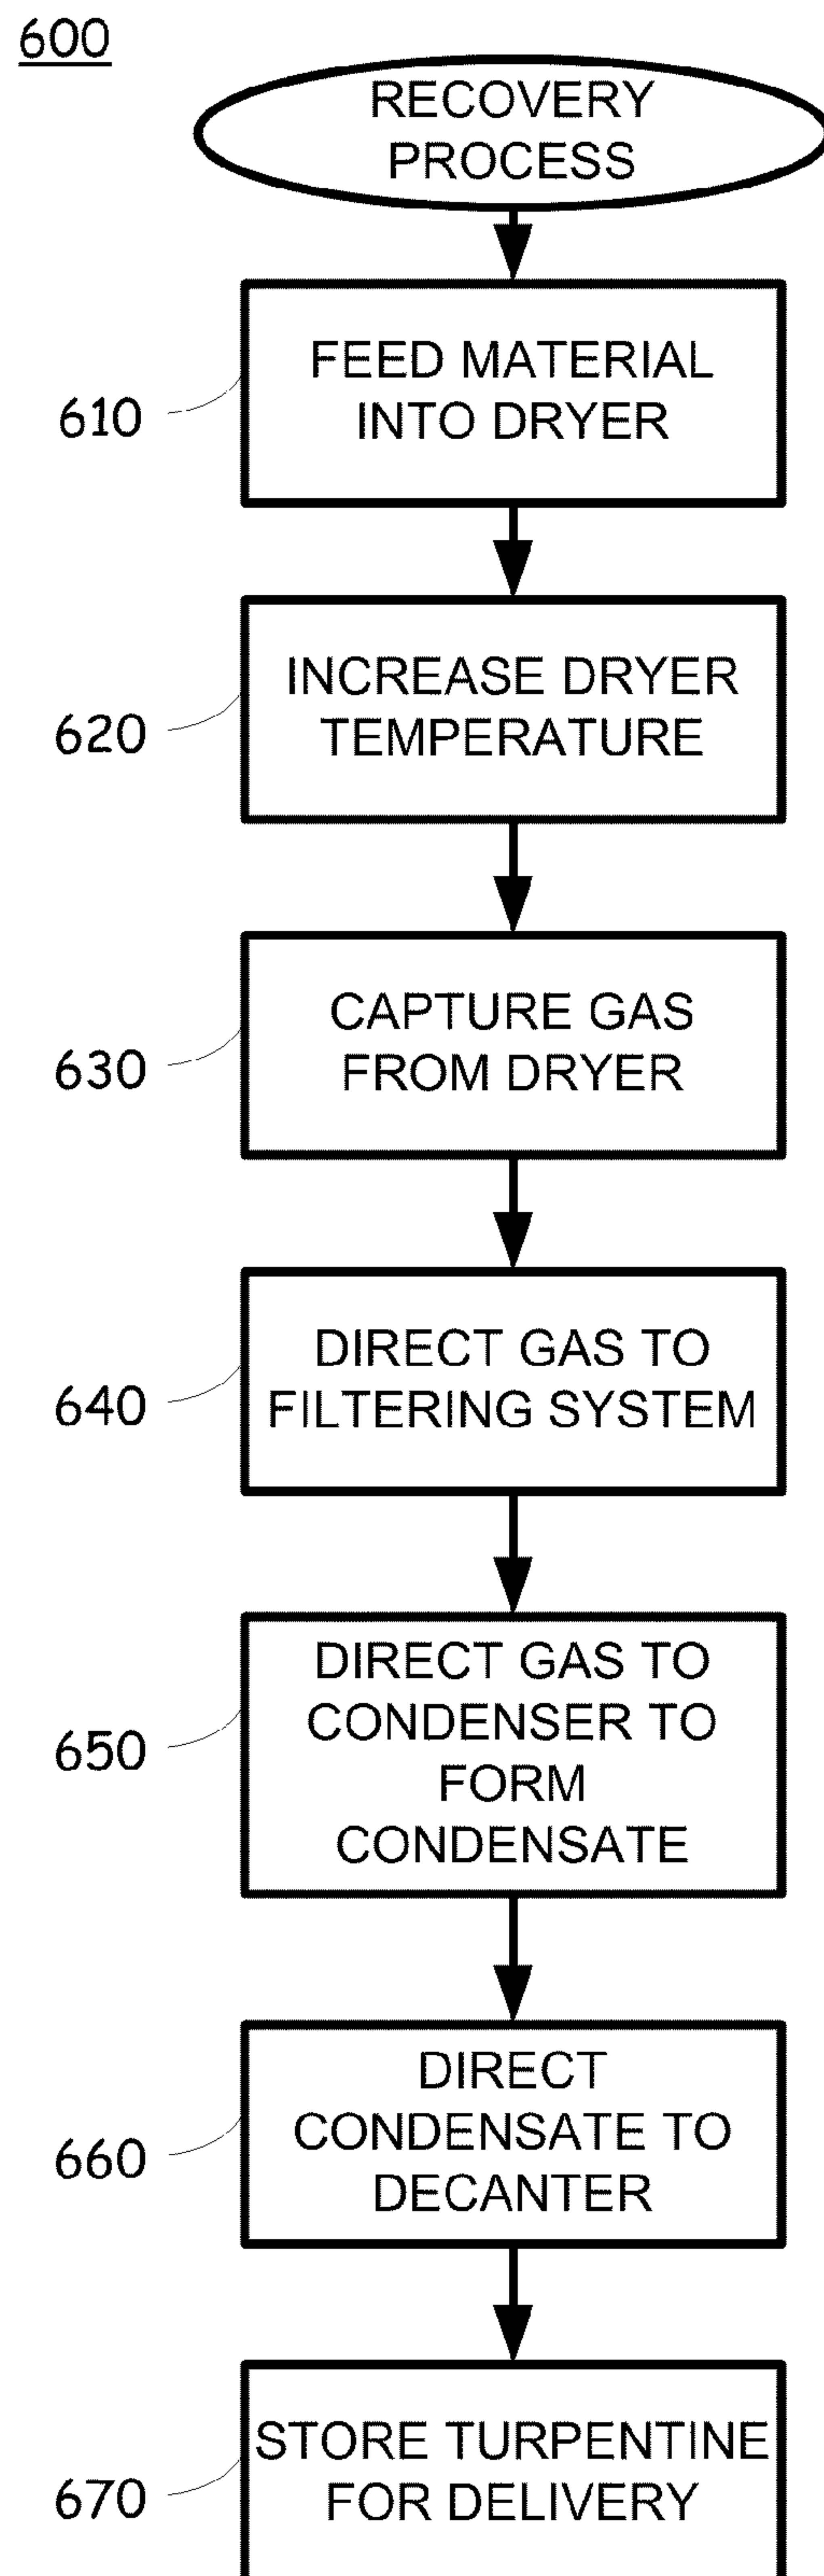 600
RECOVERY
PROCESS
FEED MATERIAL
INTO DRYER
610
INCREASE DRYER
TEMPERATURE
620
CAPTURE GAS
FROM DRYER
630
DIRECT GAS TO
FILTERING SYSTEM
640
DIRECT GAS TO
CONDENSER TO
FORM
CONDENSATE
650
DIRECT
CONDENSATE TO
DECANTER
660
STORE TURPENTINE
FOR DELIVERY
670